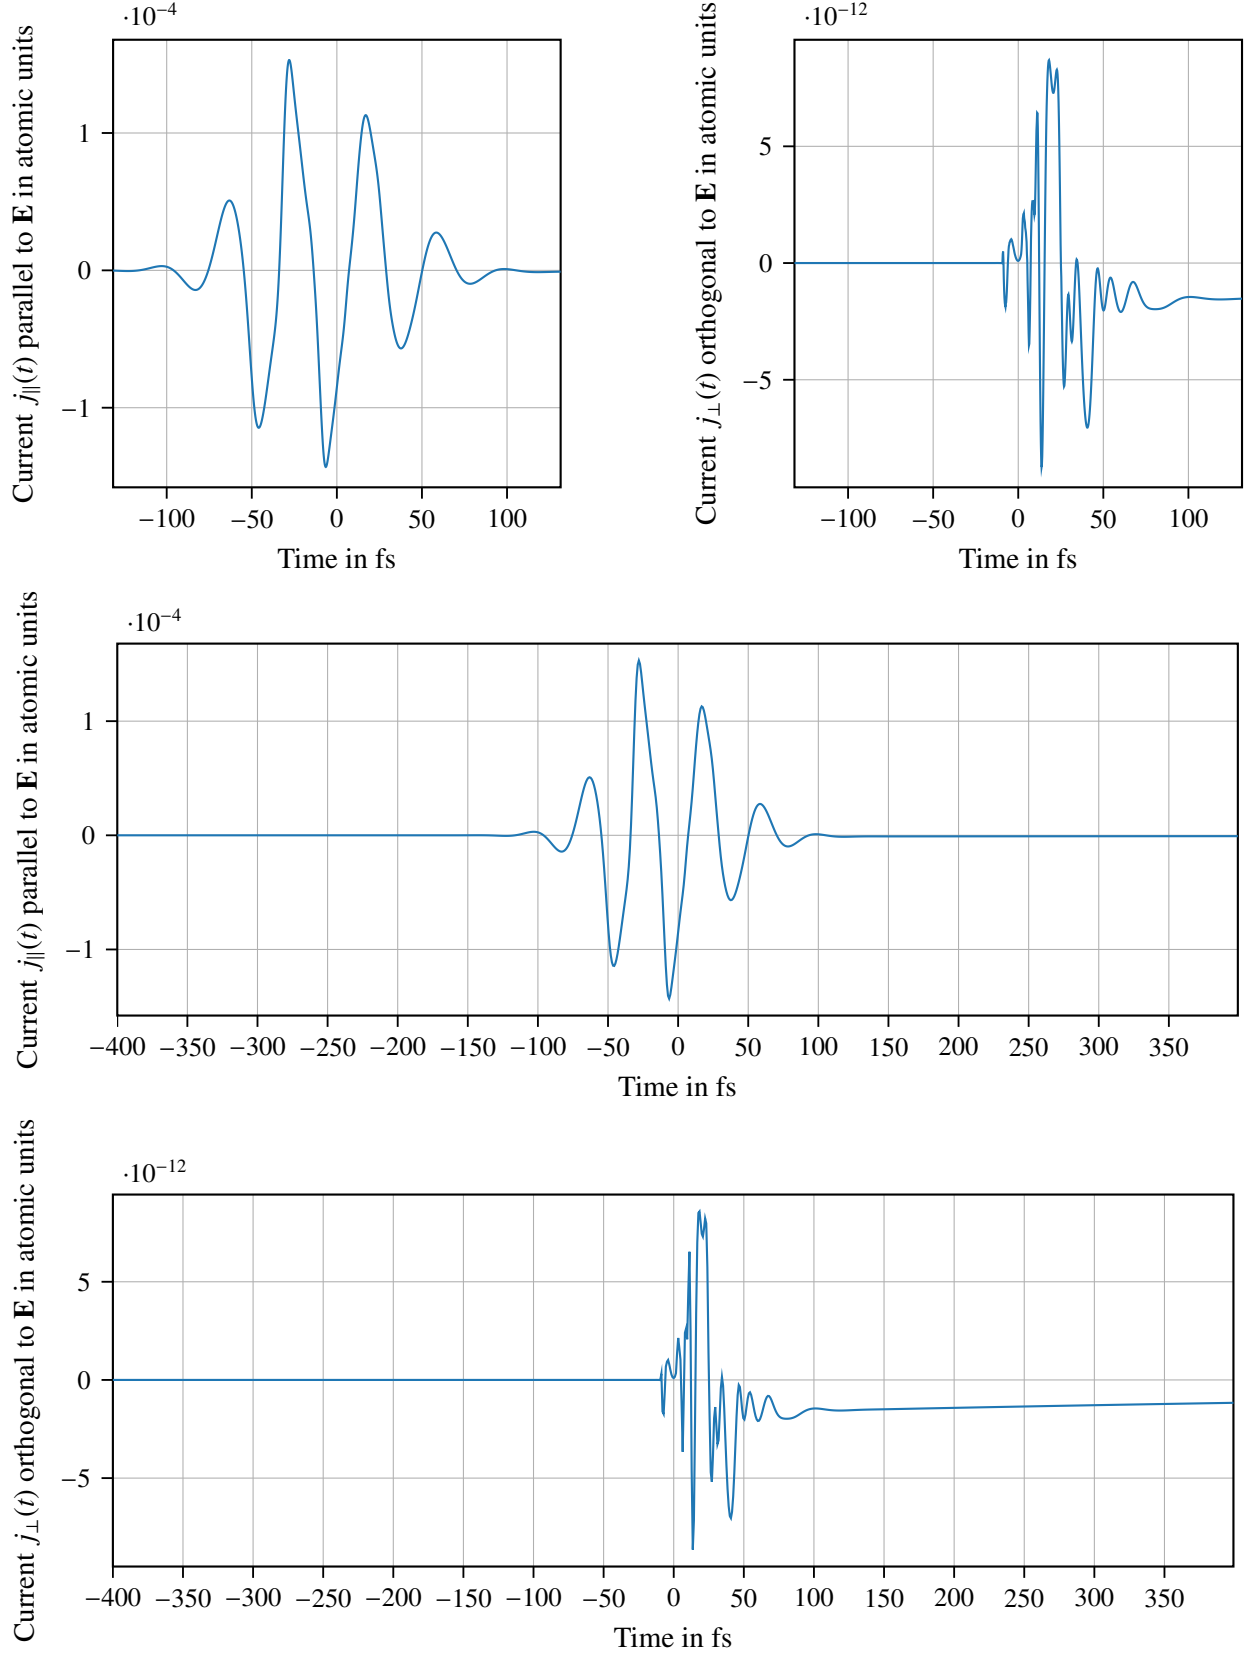 ·10⁻⁴
Current j∥(t) parallel to E in atomic units
1
0
−1
−100 −50 0 50 100
Time in fs
·10⁻¹²
Current j⊥(t) orthogonal to E in atomic units
5
0
−5
−100 −50 0 50 100
Time in fs
·10⁻⁴
Current j∥(t) parallel to E in atomic units
1
0
−1
−400 −350 −300 −250 −200 −150 −100 −50 0 50 100 150 200 250 300 350
Time in fs
·10⁻¹²
Current j⊥(t) orthogonal to E in atomic units
5
0
−5
−400 −350 −300 −250 −200 −150 −100 −50 0 50 100 150 200 250 300 350
Time in fs